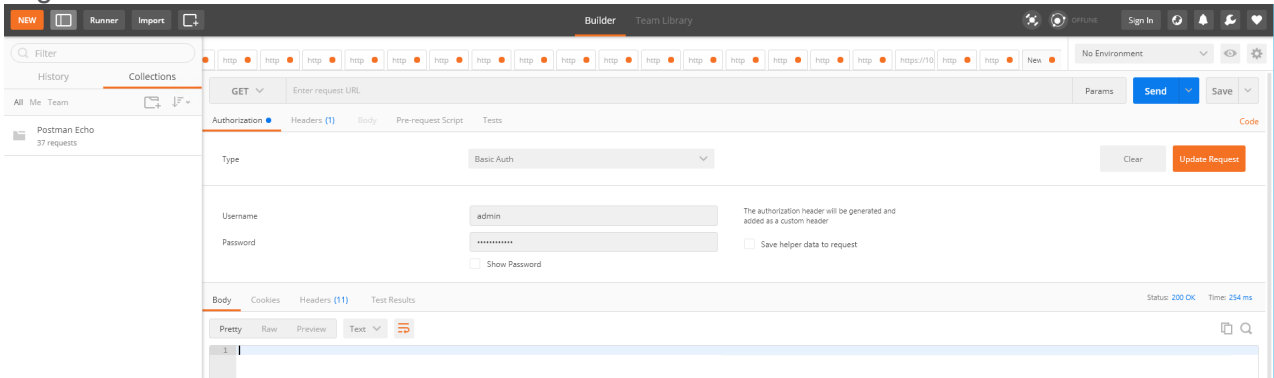 NEW Runner Import Builder Team Library OFFLINE Sign In
Filter
History Collections
All Me Team
Postman Echo
37 requests
http http http http http http http http http http http http http http http http https://10 http http New No Environment
GET Enter request URL Params Send Save
Authorization Headers (1) Body Pre-request Script Tests Code
Type Basic Auth Clear Update Request
Username admin The authorization header will be generated and
added as a custom header
Password •••••••••••• Save helper data to request
Show Password
Body Cookies Headers (11) Test Results Status: 200 OK Time: 254 ms
Pretty Raw Preview Text
1